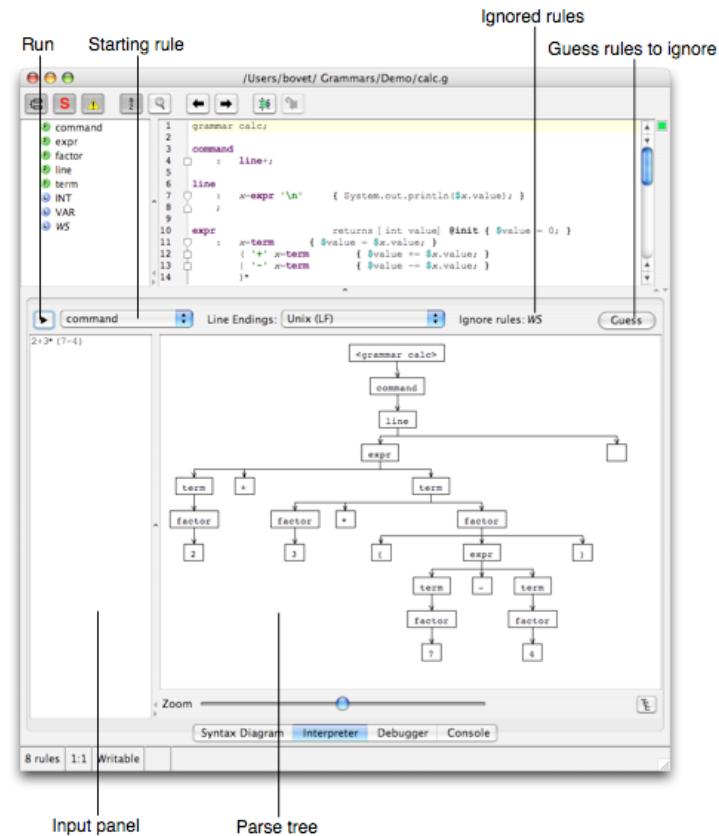 Ignored rules
Run
Starting rule
Guess rules to ignore
/Users/bovet/ Grammars/Demo/calc.g
S
command
expr
factor
line
term
INT
VAR
WS
1 grammar calc;
2
3 command
4 : line+;
5
6 line
7 : x=expr '\n' { System.out.println($x.value); }
8 ;
9
10 expr returns [int value] @init { $value = 0; }
11 : x=term { $value = $x.value; }
12 ( '+' x=term { $value += $x.value; }
13 | '-' x=term { $value -= $x.value; }
14 )*
command Line Endings: Unix (LF) Ignore rules: WS Guess
2+3*(7-4)
<grammar calc>
command
line
expr
term + term
factor factor * factor
2 3 ( expr )
term - term
factor factor
7 4
Zoom
Syntax Diagram Interpreter Debugger Console
8 rules 1:1 Writable
Input panel
Parse tree